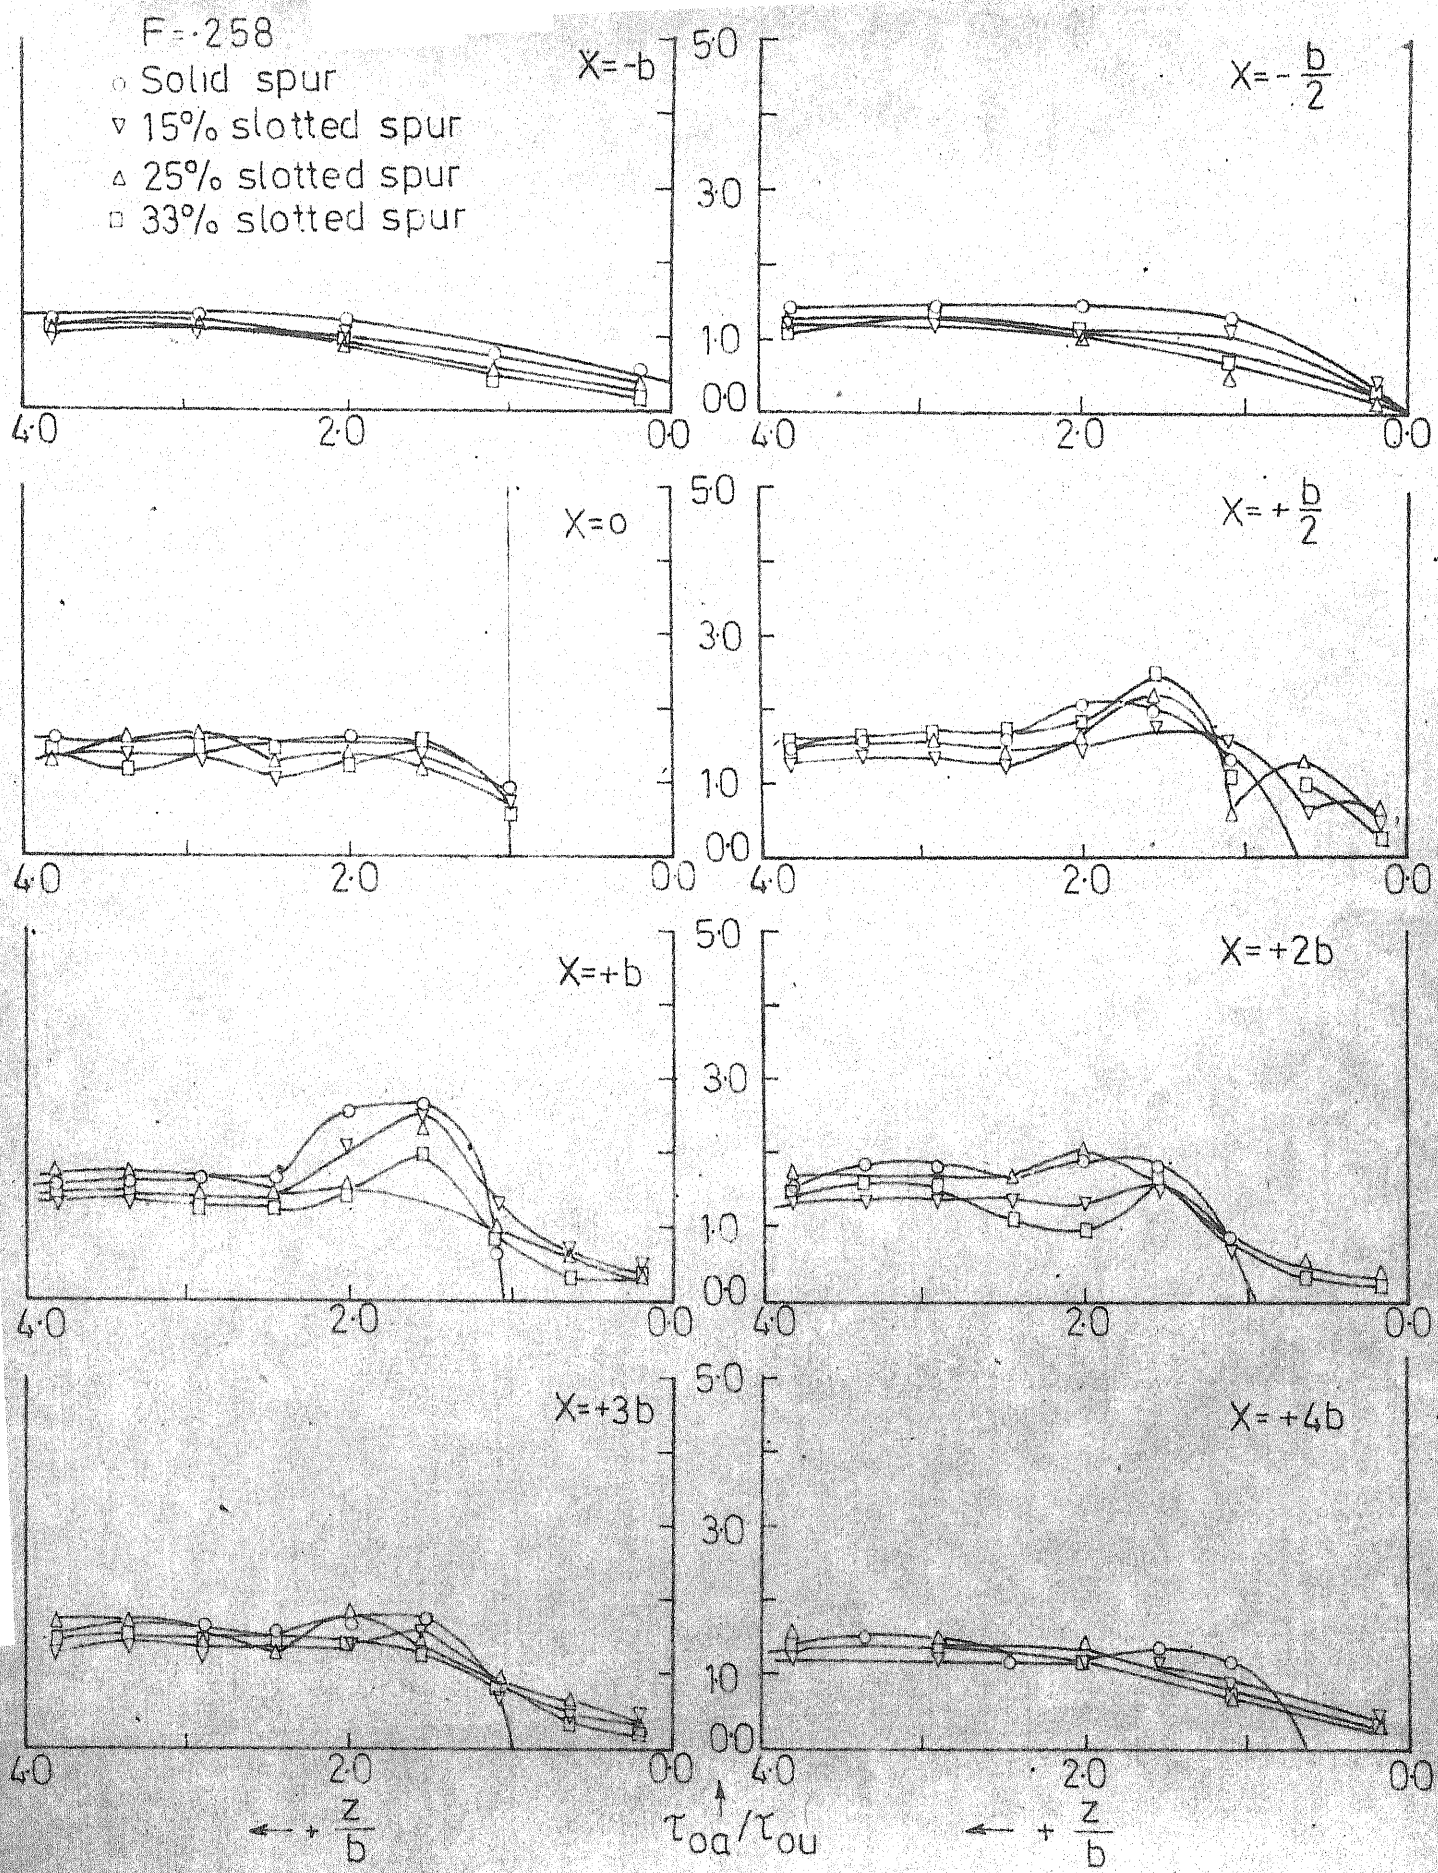 F=.258
○ Solid spur
▽ 15% slotted spur
△ 25% slotted spur
□ 33% slotted spur
X=-b
X=-b/2
5.0
3.0
1.0
0.0
4.0 2.0 0.0 4.0 2.0 0.0
X=o
X=+b/2
5.0
3.0
1.0
0.0
4.0 2.0 0.0 4.0 2.0 0.0
X=+b
X=+2b
5.0
3.0
1.0
0.0
4.0 2.0 0.0 4.0 2.0 0.0
X=+3b
X=+4b
5.0
3.0
1.0
0.0
4.0 2.0 0.0 4.0 2.0 0.0
← + z/b
↑
τoa/τou
← + z/b